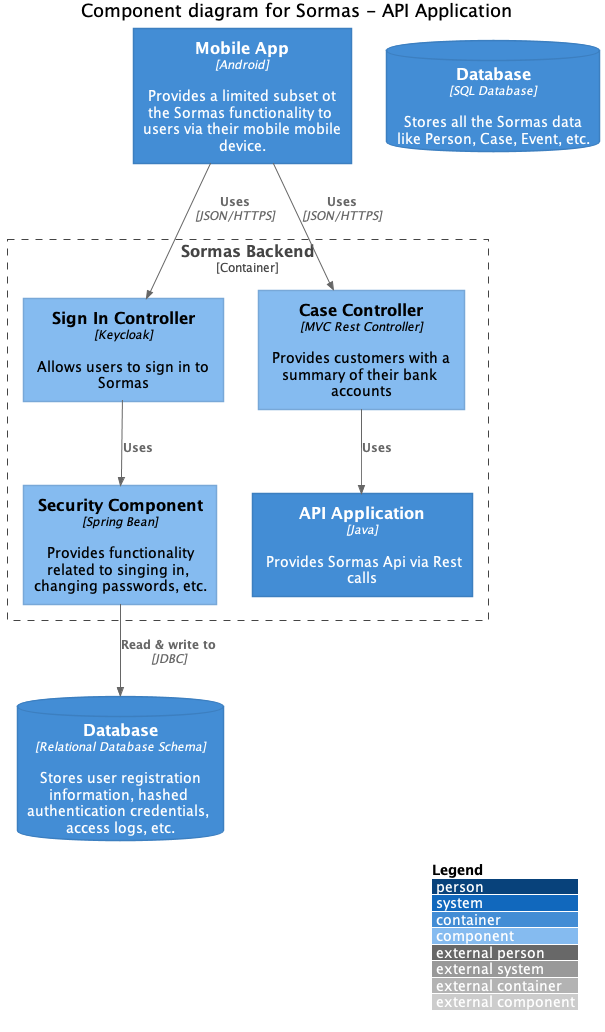 Component diagram for Sormas - API Application
Mobile App
[Android]
Provides a limited subset ot
the Sormas functionality to
users via their mobile mobile
device.
Database
[SQL Database]
Stores all the Sormas data
like Person, Case, Event, etc.
Uses
[JSON/HTTPS]
Uses
[JSON/HTTPS]
Sormas Backend
[Container]
Sign In Controller
[Keycloak]
Allows users to sign in to
Sormas
Case Controller
[MVC Rest Controller]
Provides customers with a
summary of their bank
accounts
Uses
Uses
Security Component
[Spring Bean]
Provides functionality
related to singing in,
changing passwords, etc.
API Application
[Java]
Provides Sormas Api via Rest
calls
Read & write to
[JDBC]
Database
[Relational Database Schema]
Stores user registration
information, hashed
authentication credentials,
access logs, etc.
Legend
person
system
container
component
external person
external system
external container
external component